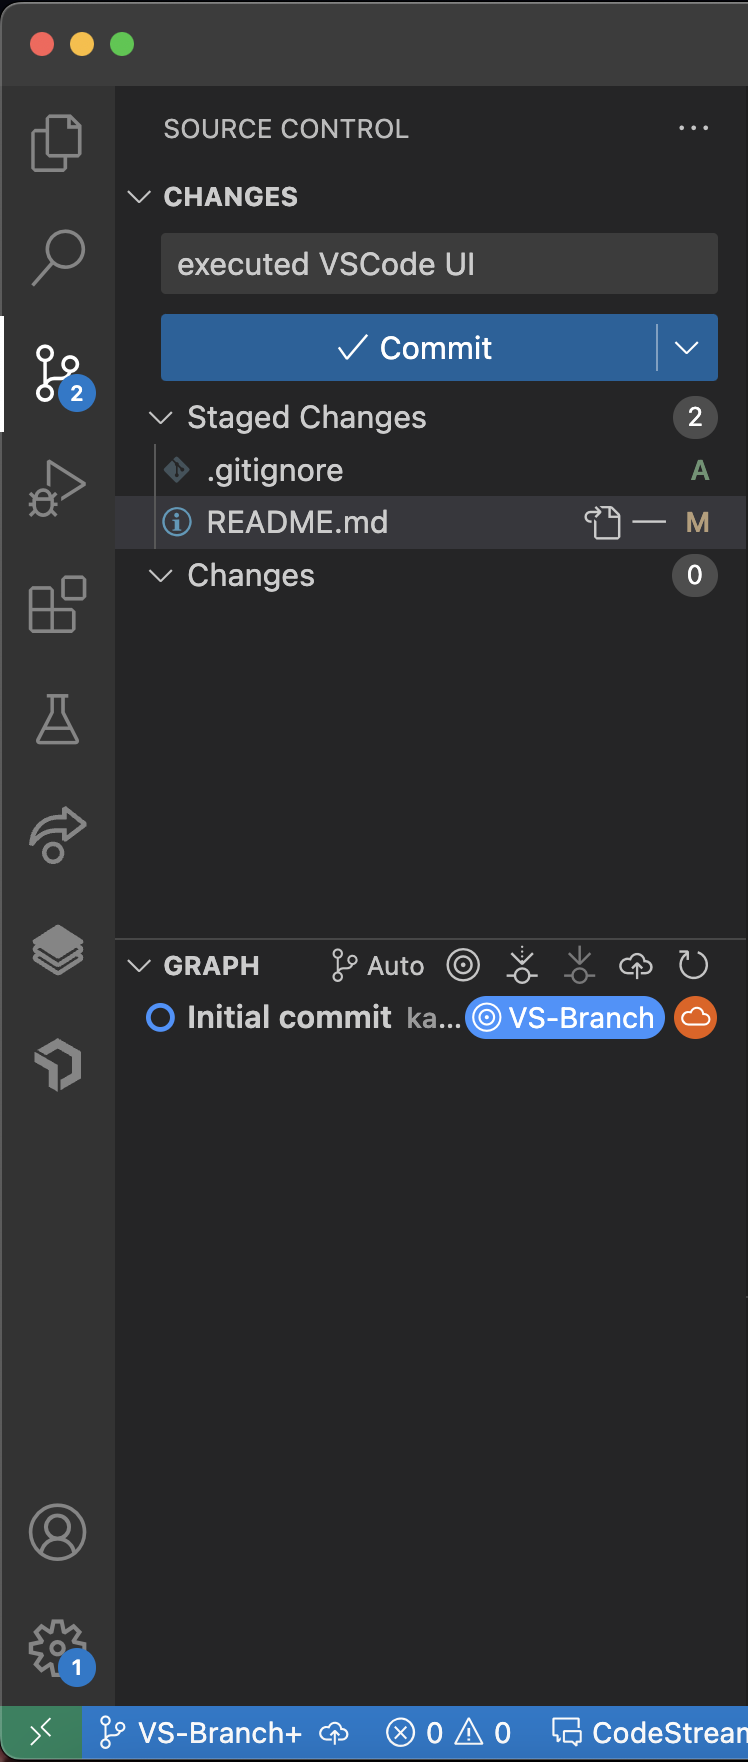 SOURCE CONTROL
CHANGES
executed VSCode UI
Commit
2
Staged Changes 2
.gitignore A
README.md M
Changes 0
GRAPH Auto
Initial commit ka... VS-Branch
1
VS-Branch+ 0 0 CodeStream